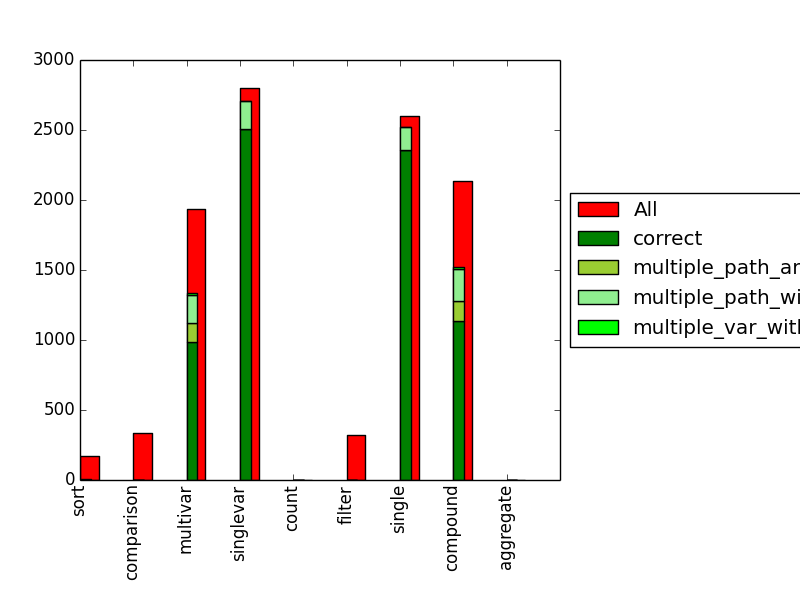 3000
2500
2000
1500
1000
500
0
sort
comparison
multivar
singlevar
count
filter
single
compound
aggregate
All
correct
multiple_path_ar
multiple_path_wi
multiple_var_with